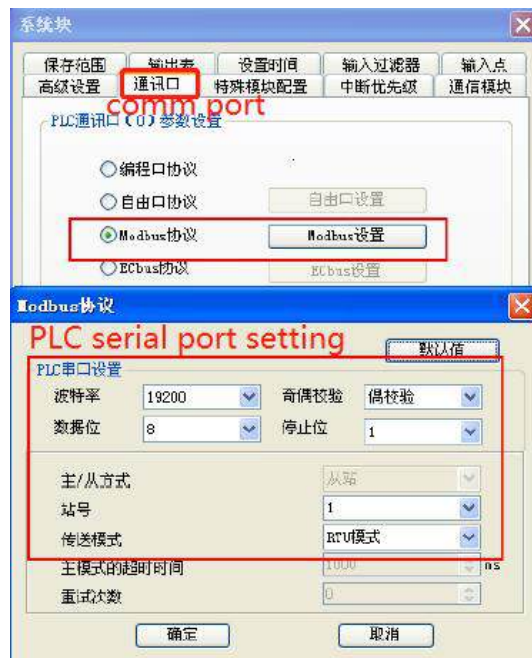 系统块
保存范围 输出表 设置时间 输入过滤器 输入点
高级设置 通讯口 特殊模块配置 中断优先级 通信模块
comm port
PLC通讯口(0)参数设置
编程口协议
自由口协议 自由口设置
Modbus协议 Modbus设置
ECbus协议 ECbus设置
Modbus协议
PLC serial port setting
默认值
PLC串口设置
波特率 19200 奇偶校验 偶校验
数据位 8 停止位 1
主/从方式 从站
站号 1
传送模式 RTU模式
主模式的超时时间 1000 ms
重试次数 0
确定 取消